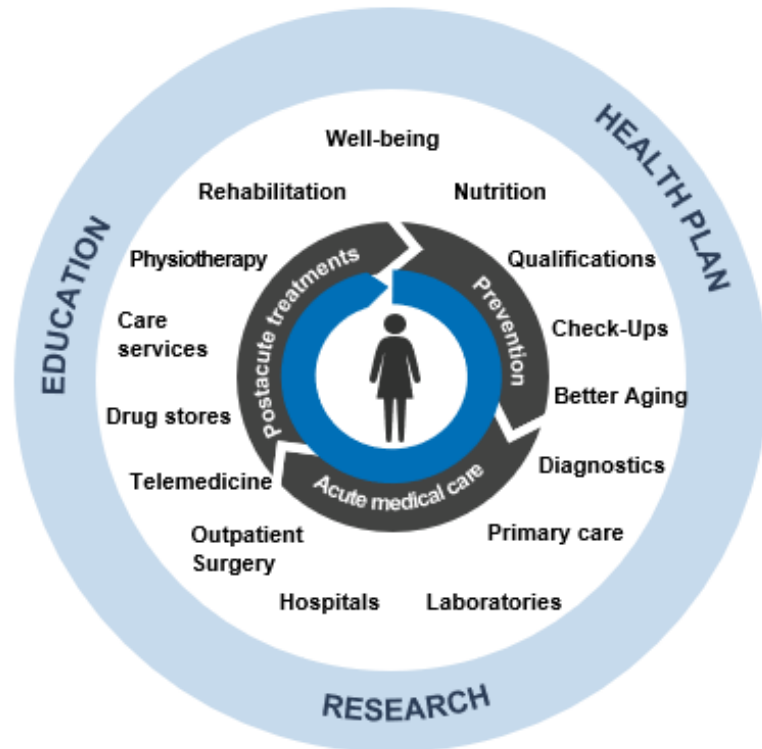 HEALTH PLAN
Well-being
Rehabilitation
Nutrition
Physiotherapy
Qualifications
EDUCATION
Postacute treatments
Prevention
Care
services
Check-Ups
Drug stores
Better Aging
Telemedicine
Acute medical care
Diagnostics
Outpatient
Surgery
Primary care
Hospitals
Laboratories
RESEARCH